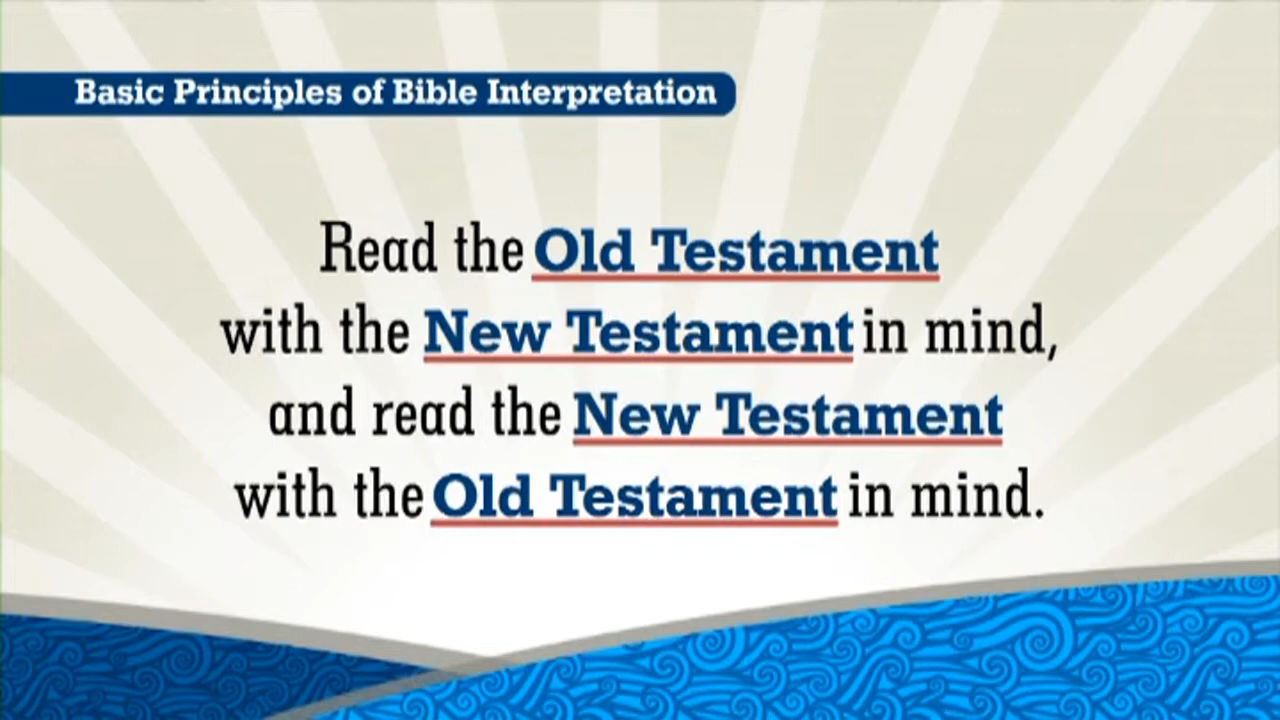 Basic Principles of Bible Interpretation
Read the Old Testament
with the New Testament in mind,
and read the New Testament
with the Old Testament in mind.